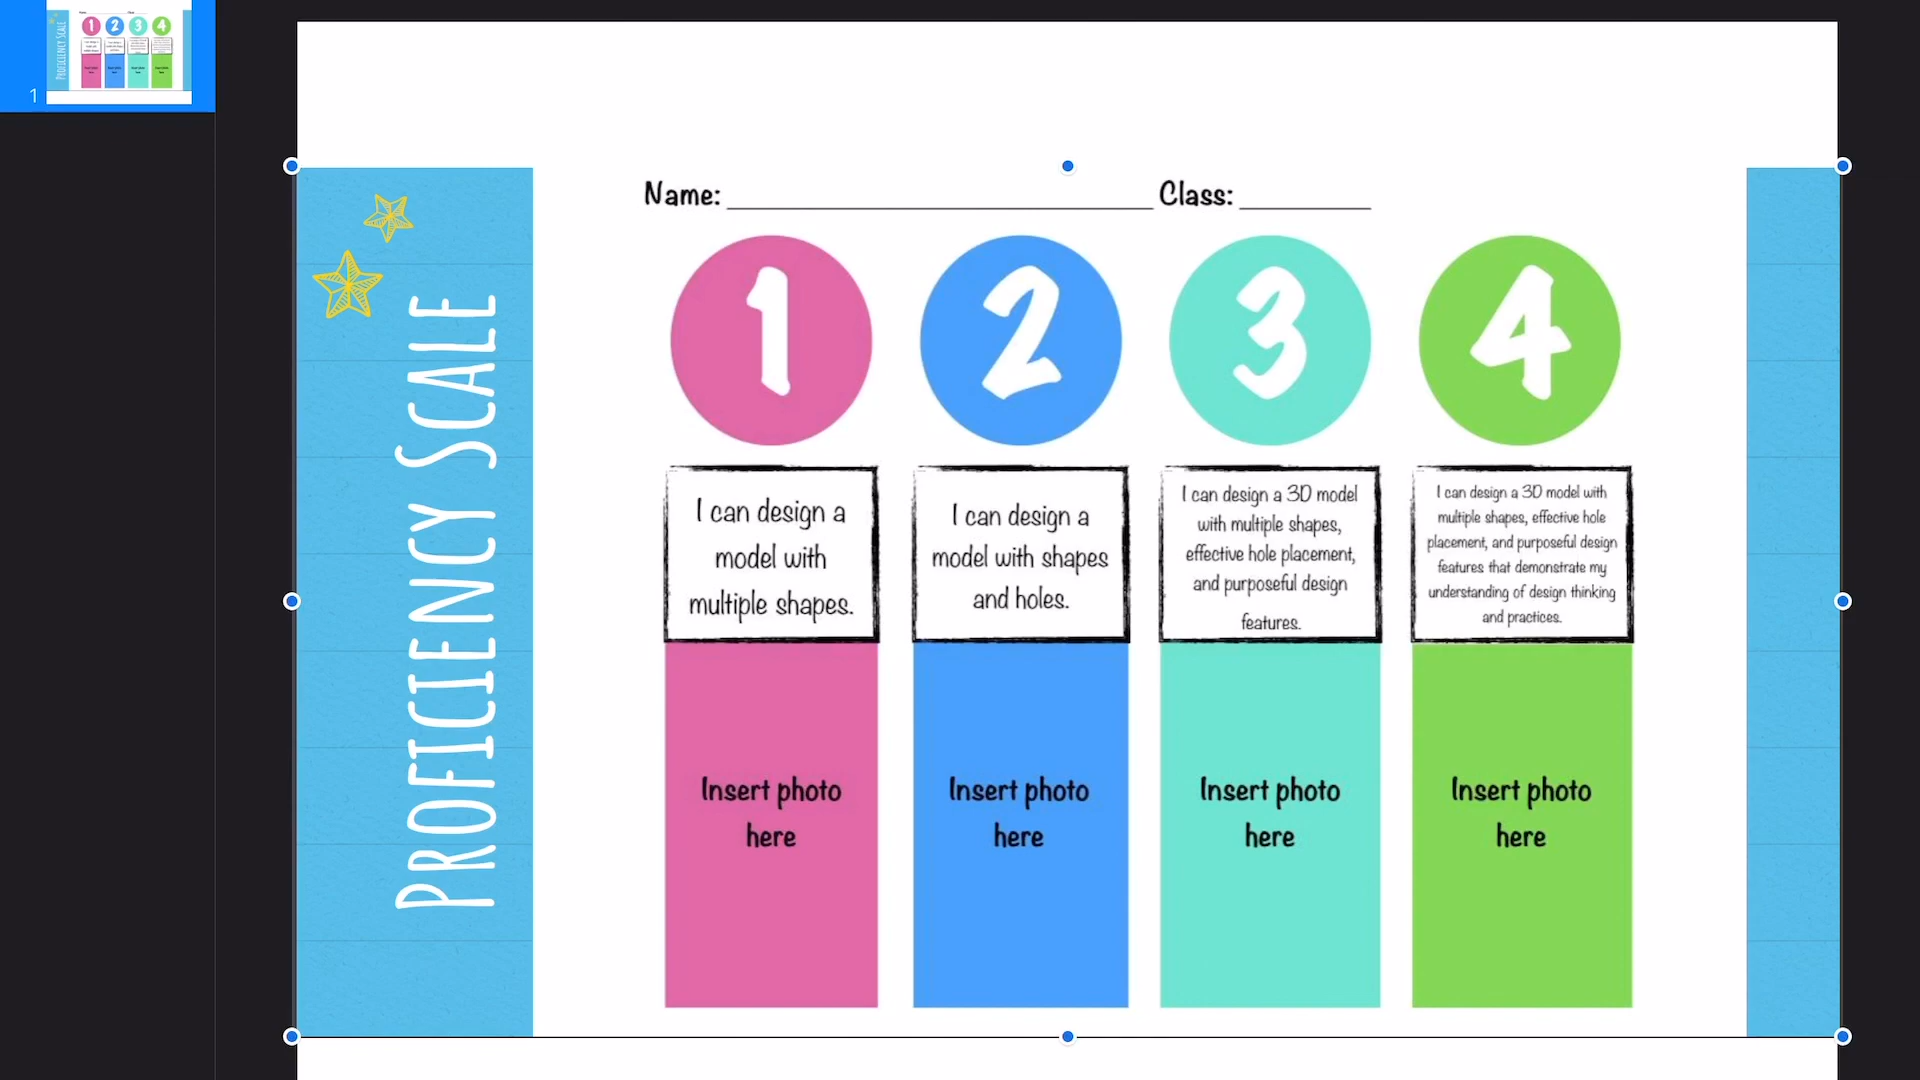 1
PROFICIENCY SCALE
Name: Class:
1 2 3 4
I can design a
model with
multiple shapes.
I can design a
model with shapes
and holes.
I can design a 3D model
with multiple shapes,
effective hole placement,
and purposeful design
features.
I can design a 3D model with
multiple shapes, effective hole
placement, and purposeful design
features that demonstrate my
understanding of design thinking
and practices.
Insert photo
here
Insert photo
here
Insert photo
here
Insert photo
here